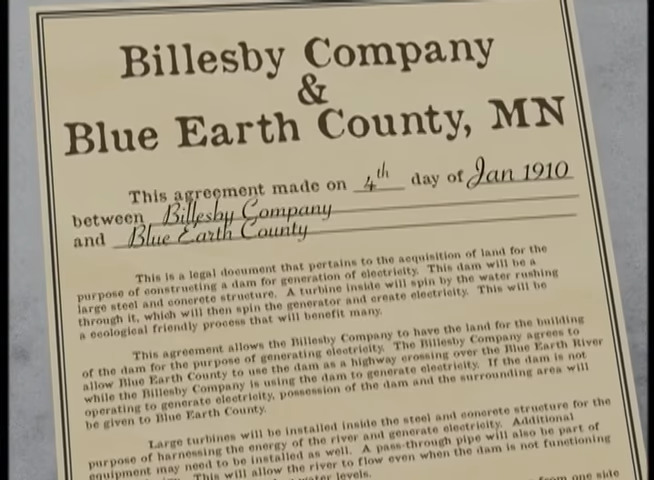 Billesby Company
&
Blue Earth County, MN
This agreement made on 4th day of Jan 1910
between Billesby Company
and Blue Earth County
This is a legal document that pertains to the acquisition of land for the
purpose of constructing a dam for generation of electricity. This dam will be a
large steel and concrete structure. A turbine inside will spin by the water rushing
through it, which will then spin the generator and create electricity. This will be
a ecological friendly process that will benefit many.
This agreement allows the Billesby Company to have the land for the building
of the dam for the purpose of generating electricity. The Billesby Company agrees to
allow Blue Earth County to use the dam as a highway crossing over the Blue Earth River
while the Billesby Company is using the dam to generate electricity. If the dam is not
operating to generate electricity, possession of the dam and the surrounding area will
be given to Blue Earth County.
Large turbines will be installed inside the steel and concrete structure for the
purpose of harnessing the energy of the river and generate electricity. Additional
equipment may need to be installed as well. A pass-through pipe will also be part of
This will allow the river to flow even when the dam is not functioning
water levels.
from one side